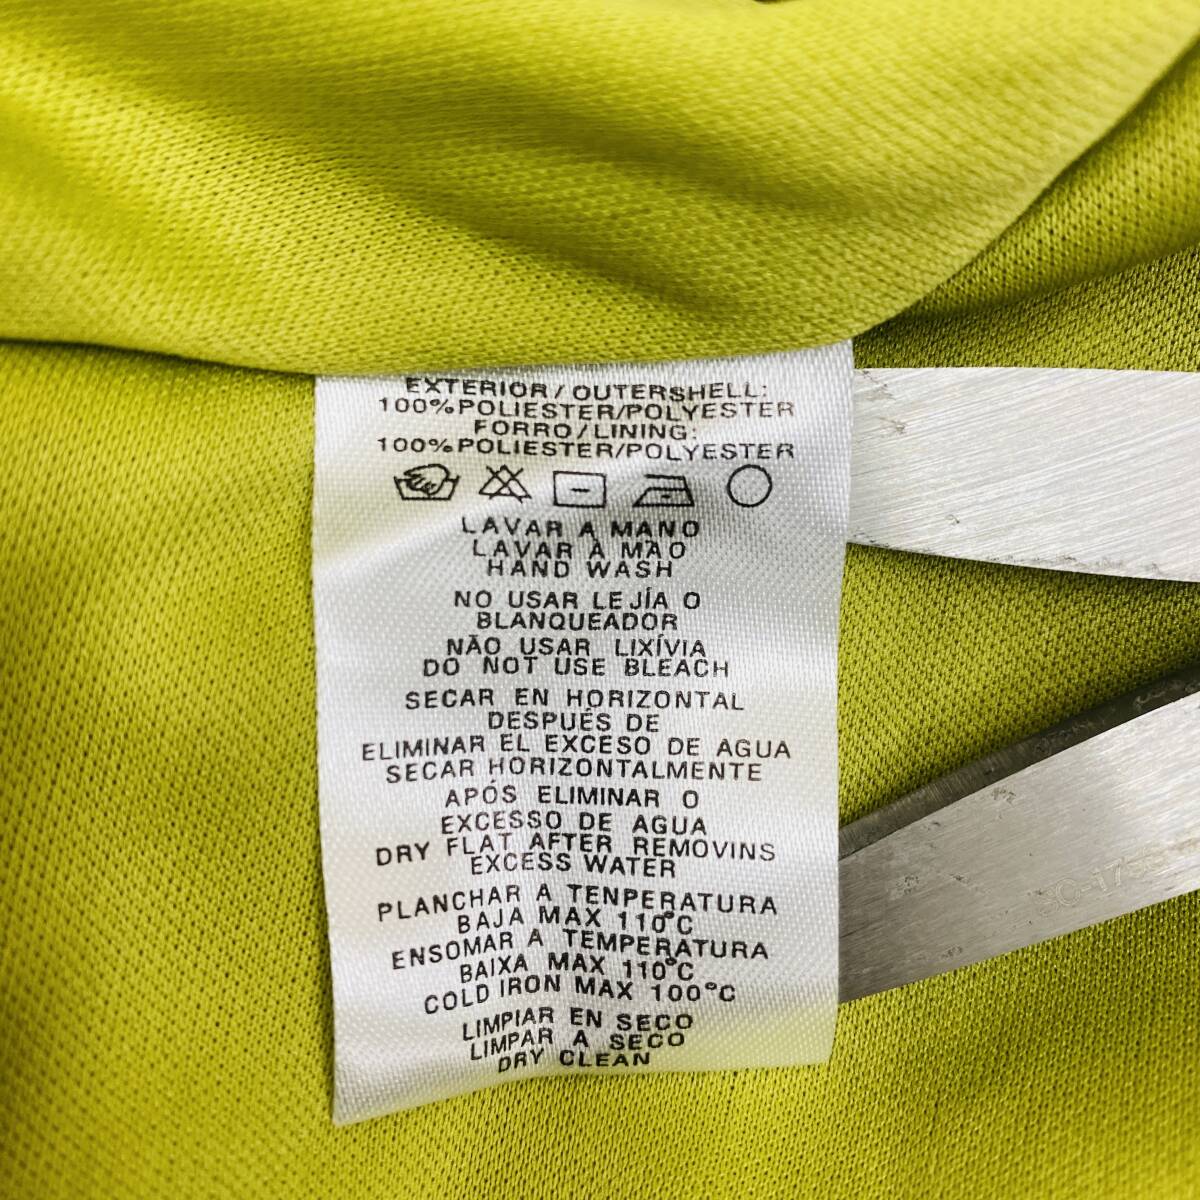 EXTERIOR/OUTERSHELL:
100%POLIESTER/POLYESTER
FORRO/LINING:
100%POLIESTER/POLYESTER
LAVAR A MANO
LAVAR A MAO
HAND WASH
NO USAR LEJÍA O
BLANQUEADOR
NÃO USAR LIXÍVIA
DO NOT USE BLEACH
SECAR EN HORIZONTAL
DESPUÉS DE
ELIMINAR EL EXCESO DE AGUA
SECAR HORIZONTALMENTE
APÓS ELIMINAR O
EXCESSO DE AGUA
DRY FLAT AFTER REMOVINS
EXCESS WATER
PLANCHAR A TENPERATURA
BAJA MAX 110°C
ENSOMAR A TEMPERATURA
BAIXA MAX 110°C
COLD IRON MAX 100°C
LIMPIAR EN SECO
LIMPAR A SECO
DRY CLEAN